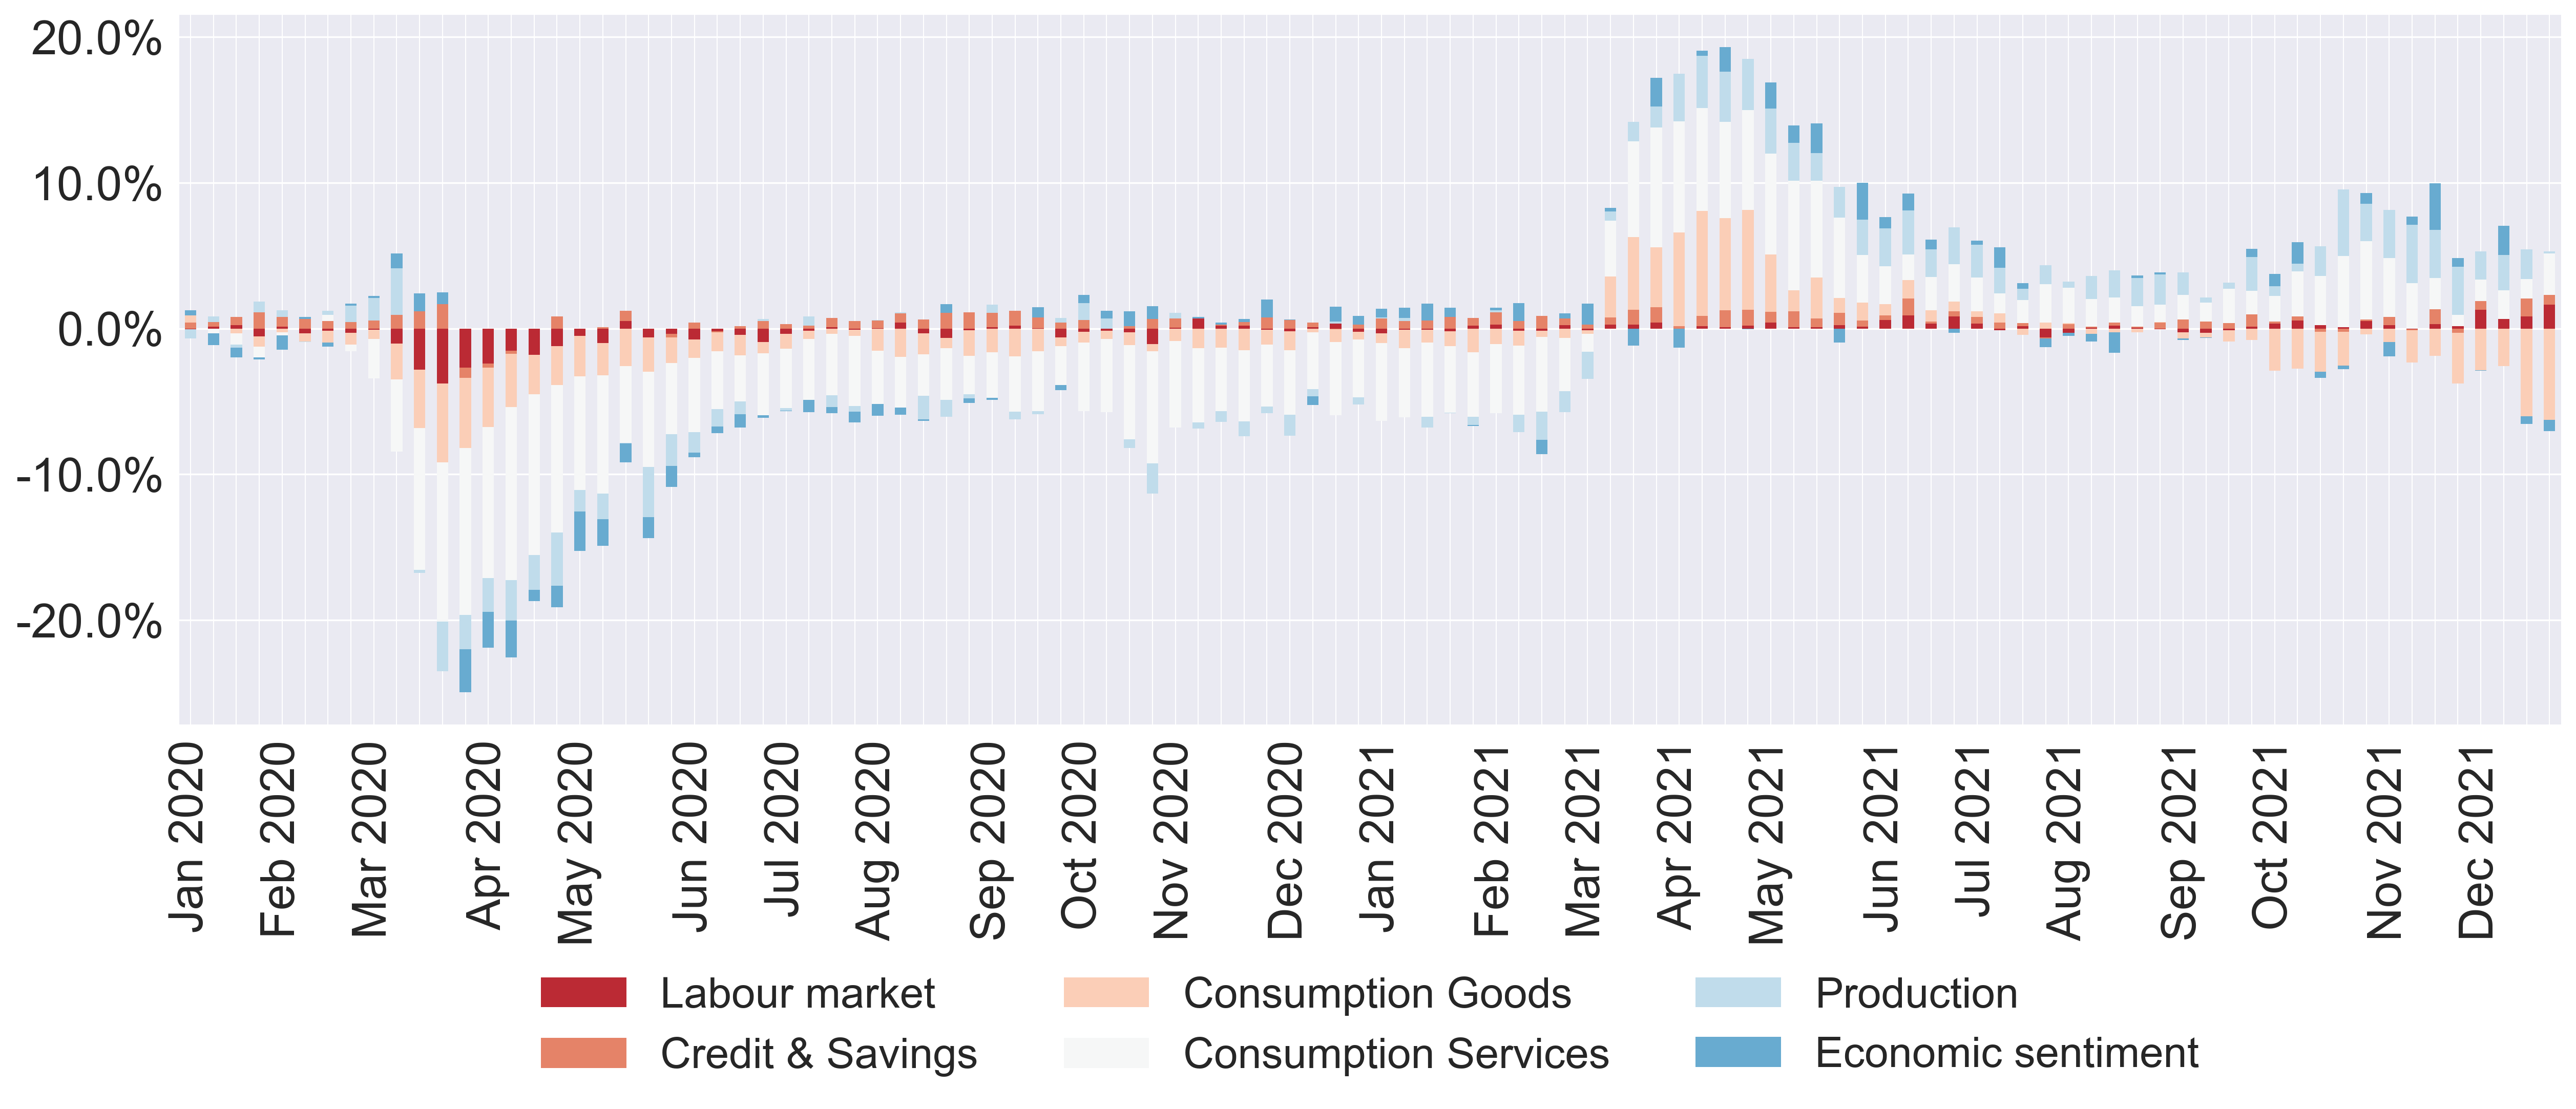 20.0%
10.0%
0.0%
-10.0%
-20.0%
Jan 2020
Feb 2020
Mar 2020
Apr 2020
May 2020
Jun 2020
Jul 2020
Aug 2020
Sep 2020
Oct 2020
Nov 2020
Dec 2020
Jan 2021
Feb 2021
Mar 2021
Apr 2021
May 2021
Jun 2021
Jul 2021
Aug 2021
Sep 2021
Oct 2021
Nov 2021
Dec 2021
Labour market
Consumption Goods
Production
Credit & Savings
Consumption Services
Economic sentiment